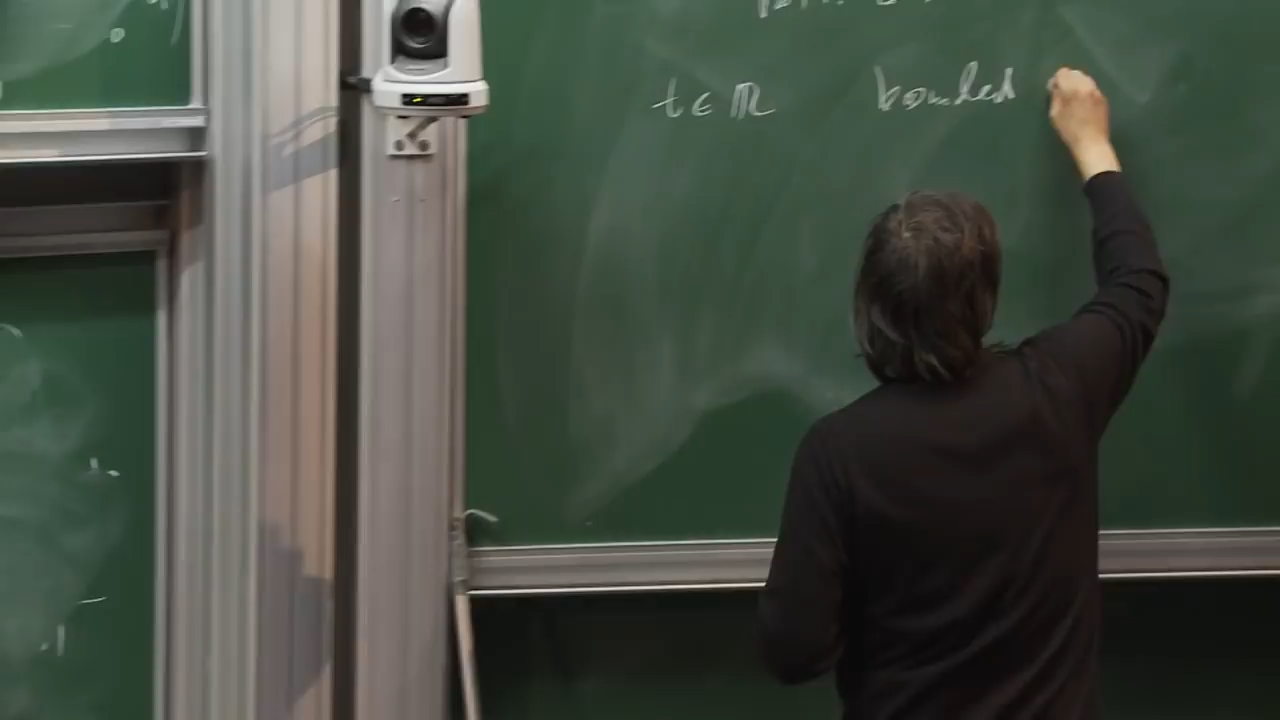 t ∈ ℝ bounded